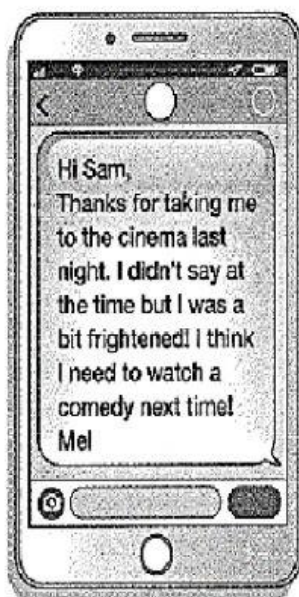 Hi Sam,
Thanks for taking me
to the cinema last
night. I didn't say at
the time but I was a
bit frightened! I think
I need to watch a
comedy next time!
Mel